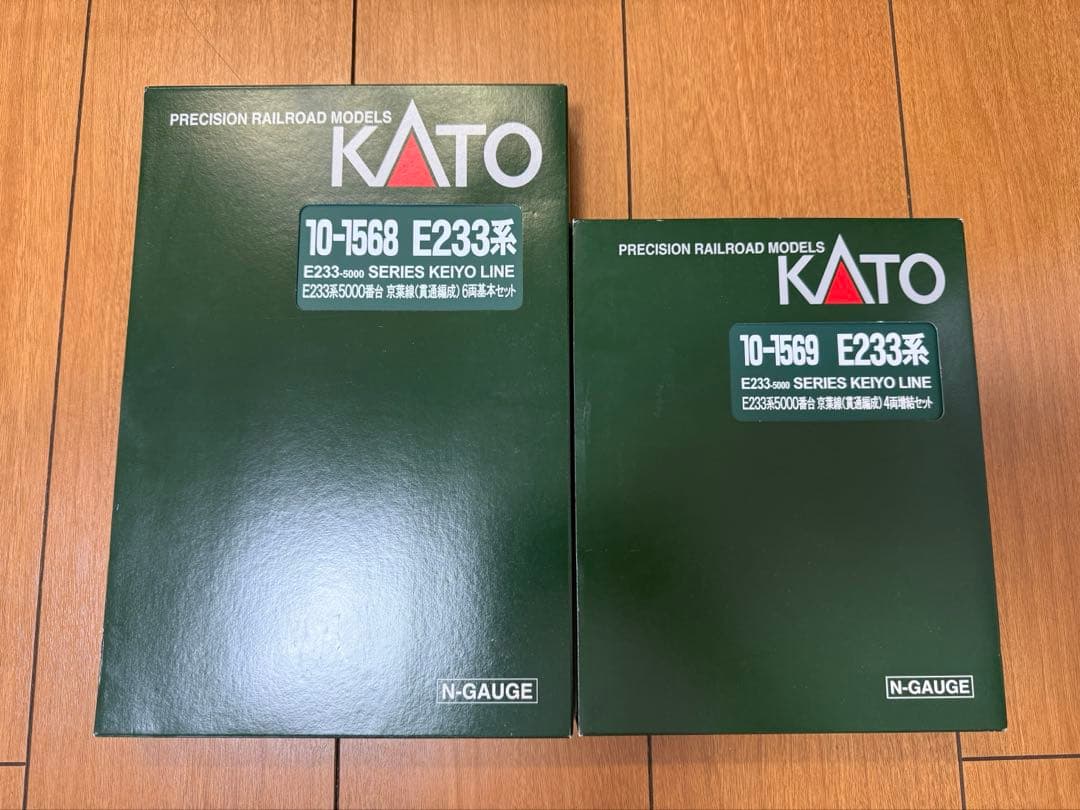 PRECISION RAILROAD MODELS
KATO
10-1568 E233系
E233-5000 SERIES KEIYO LINE
E233系5000番台 京葉線(貫通編成) 6両基本セット
N-GAUGE
PRECISION RAILROAD MODELS
KATO
10-1569 E233系
E233-5000 SERIES KEIYO LINE
E233系5000番台 京葉線(貫通編成) 4両増結セット
N-GAUGE